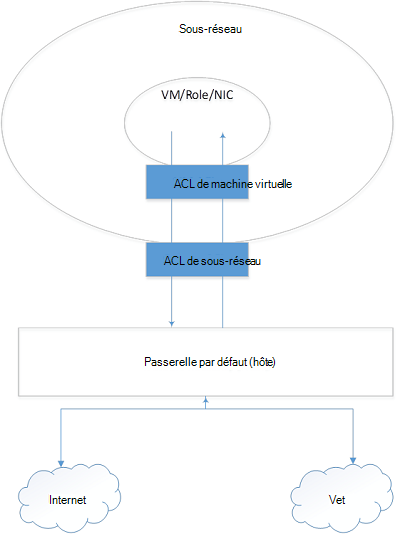 Sous-réseau
VM/Role/NIC
ACL de machine virtuelle
ACL de sous-réseau
Passerelle par défaut (hôte)
Internet
Vet